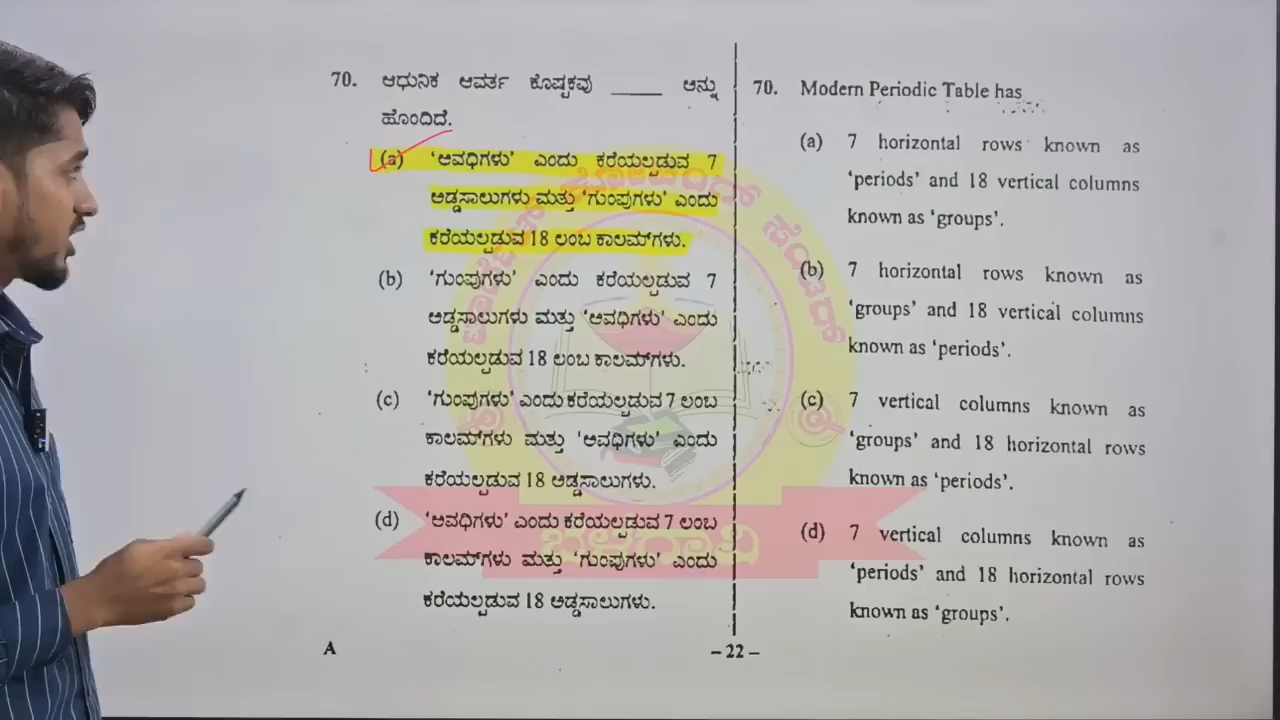 70. ಆಧುನಿಕ ಆವರ್ತ ಕೋಷ್ಟಕವು _____ ಅನ್ನು
ಹೊಂದಿದೆ.
(a) ‘ಅವಧಿಗಳು’ ಎಂದು ಕರೆಯಲ್ಪಡುವ 7
ಅಡ್ಡಸಾಲುಗಳು ಮತ್ತು ‘ಗುಂಪುಗಳು’ ಎಂದು
ಕರೆಯಲ್ಪಡುವ 18 ಲಂಬ ಕಾಲಮ್‌ಗಳು.
(b) ‘ಗುಂಪುಗಳು’ ಎಂದು ಕರೆಯಲ್ಪಡುವ 7
ಅಡ್ಡಸಾಲುಗಳು ಮತ್ತು ‘ಅವಧಿಗಳು’ ಎಂದು
ಕರೆಯಲ್ಪಡುವ 18 ಲಂಬ ಕಾಲಮ್‌ಗಳು.
(c) ‘ಗುಂಪುಗಳು’ ಎಂದು ಕರೆಯಲ್ಪಡುವ 7 ಲಂಬ
ಕಾಲಮ್‌ಗಳು ಮತ್ತು ‘ಅವಧಿಗಳು’ ಎಂದು
ಕರೆಯಲ್ಪಡುವ 18 ಅಡ್ಡಸಾಲುಗಳು.
(d) ‘ಅವಧಿಗಳು’ ಎಂದು ಕರೆಯಲ್ಪಡುವ 7 ಲಂಬ
ಕಾಲಮ್‌ಗಳು ಮತ್ತು ‘ಗುಂಪುಗಳು’ ಎಂದು
ಕರೆಯಲ್ಪಡುವ 18 ಅಡ್ಡಸಾಲುಗಳು.
70. Modern Periodic Table has
(a) 7 horizontal rows known as
‘periods’ and 18 vertical columns
known as ‘groups’.
(b) 7 horizontal rows known as
‘groups’ and 18 vertical columns
known as ‘periods’.
(c) 7 vertical columns known as
‘groups’ and 18 horizontal rows
known as ‘periods’.
(d) 7 vertical columns known as
‘periods’ and 18 horizontal rows
known as ‘groups’.
A
– 22 –